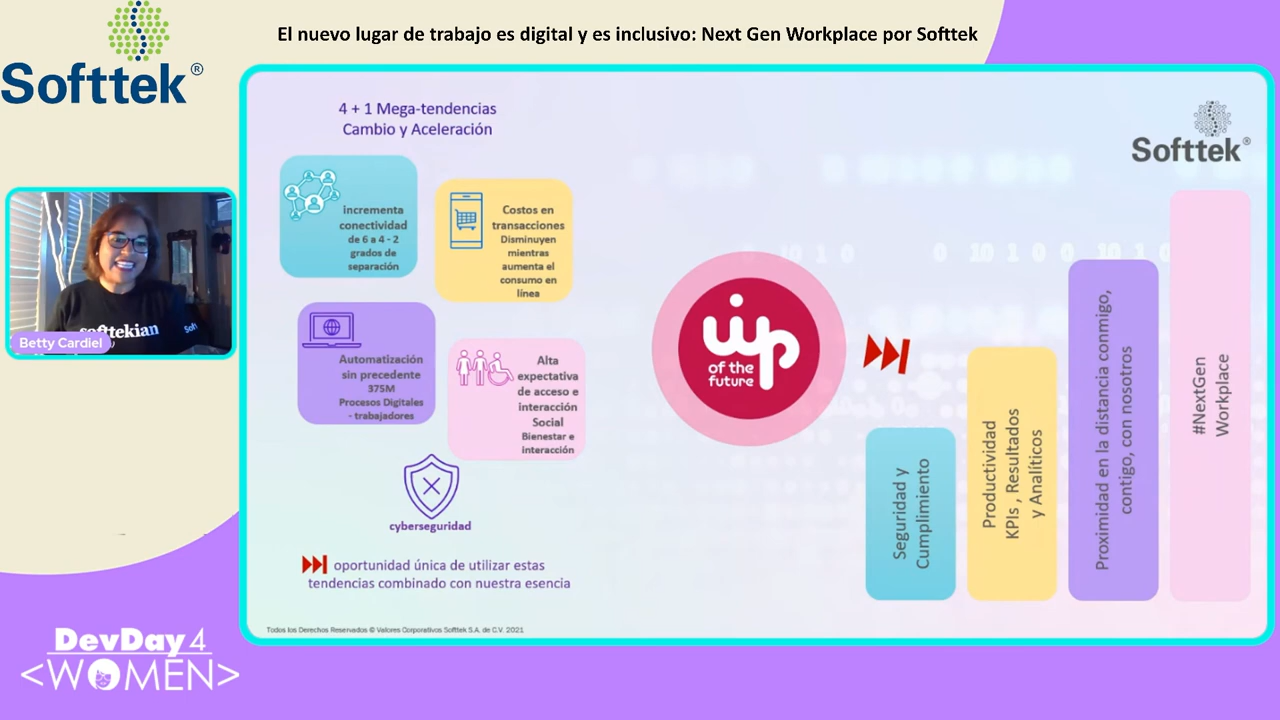 Softtek®
El nuevo lugar de trabajo es digital y es inclusivo: Next Gen Workplace por Softtek
4 + 1 Mega-tendencias
Cambio y Aceleración
Softtek®
incrementa
conectividad
de 6 a 4 - 2
grados de
separación
Costos en
transacciones
Disminuyen
mientras
aumenta el
consumo en
línea
Automatización
sin precedente
375M
Procesos Digitales
- trabajadores
Alta
expectativa
de acceso e
interacción
Social
Bienestar e
interacción
cyberseguridad
oportunidad única de utilizar estas
tendencias combinado con nuestra esencia
wip
of the
future
Seguridad y
Cumplimiento
Productividad
KPIs , Resultados
y Analíticos
Proximidad en la distancia conmigo,
contigo, con nosotros
#NextGen
Workplace
softtekian
Soft
Betty Cardiel
Todos los Derechos Reservados © Valores Corporativos Softtek S.A. de C.V. 2021.
DevDay4
<WOMEN>